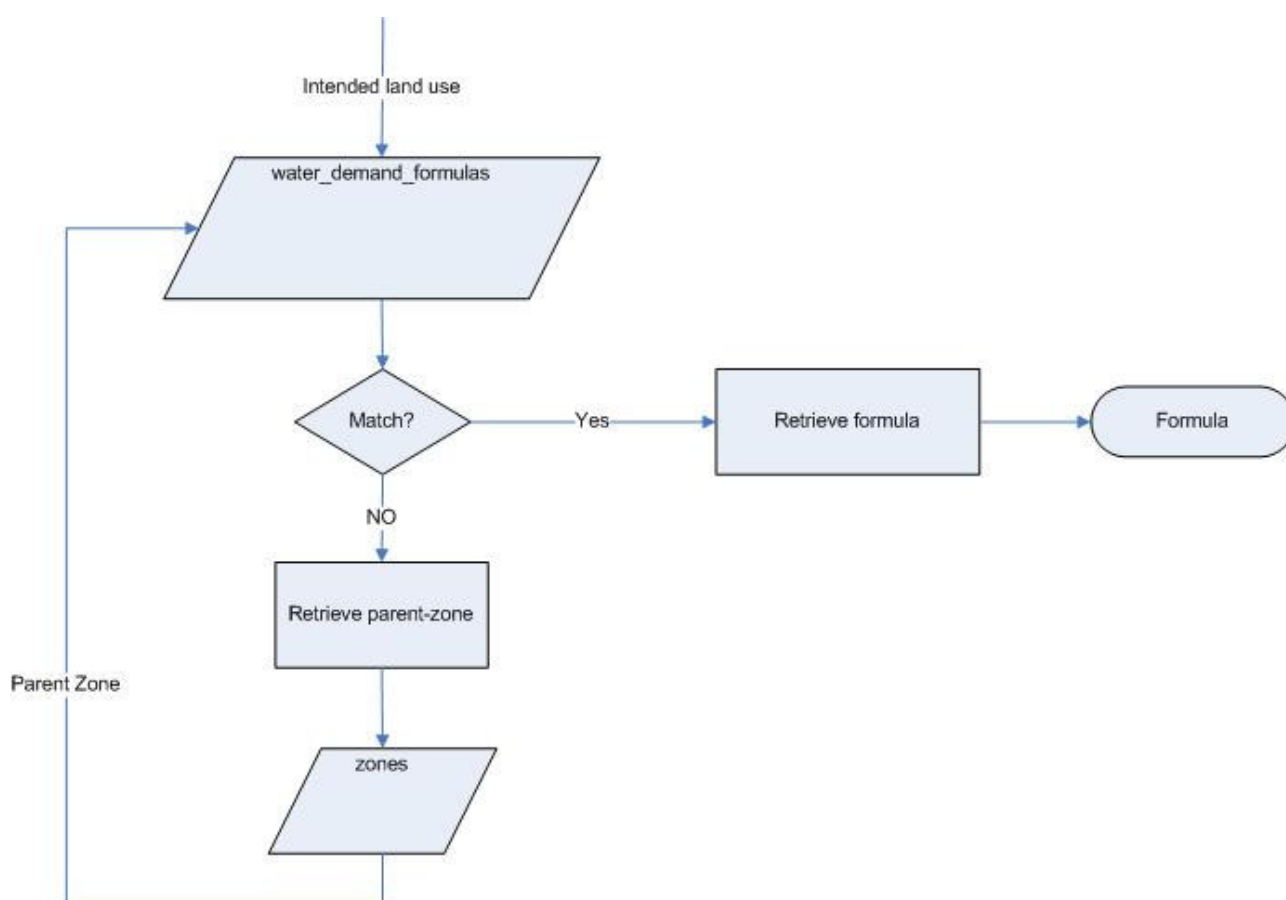 Intended land use
water_demand_formulas
Match?
Yes
Retrieve formula
Formula
NO
Retrieve parent-zone
Parent Zone
zones